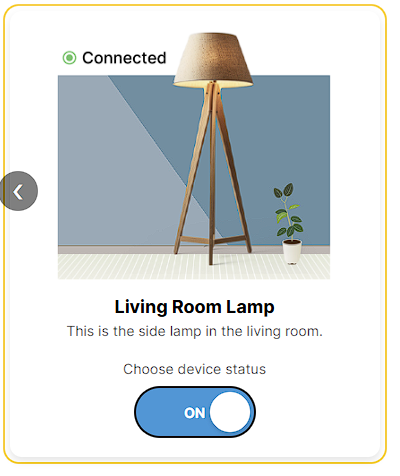 Connected
Living Room Lamp
This is the side lamp in the living room.
Choose device status
ON